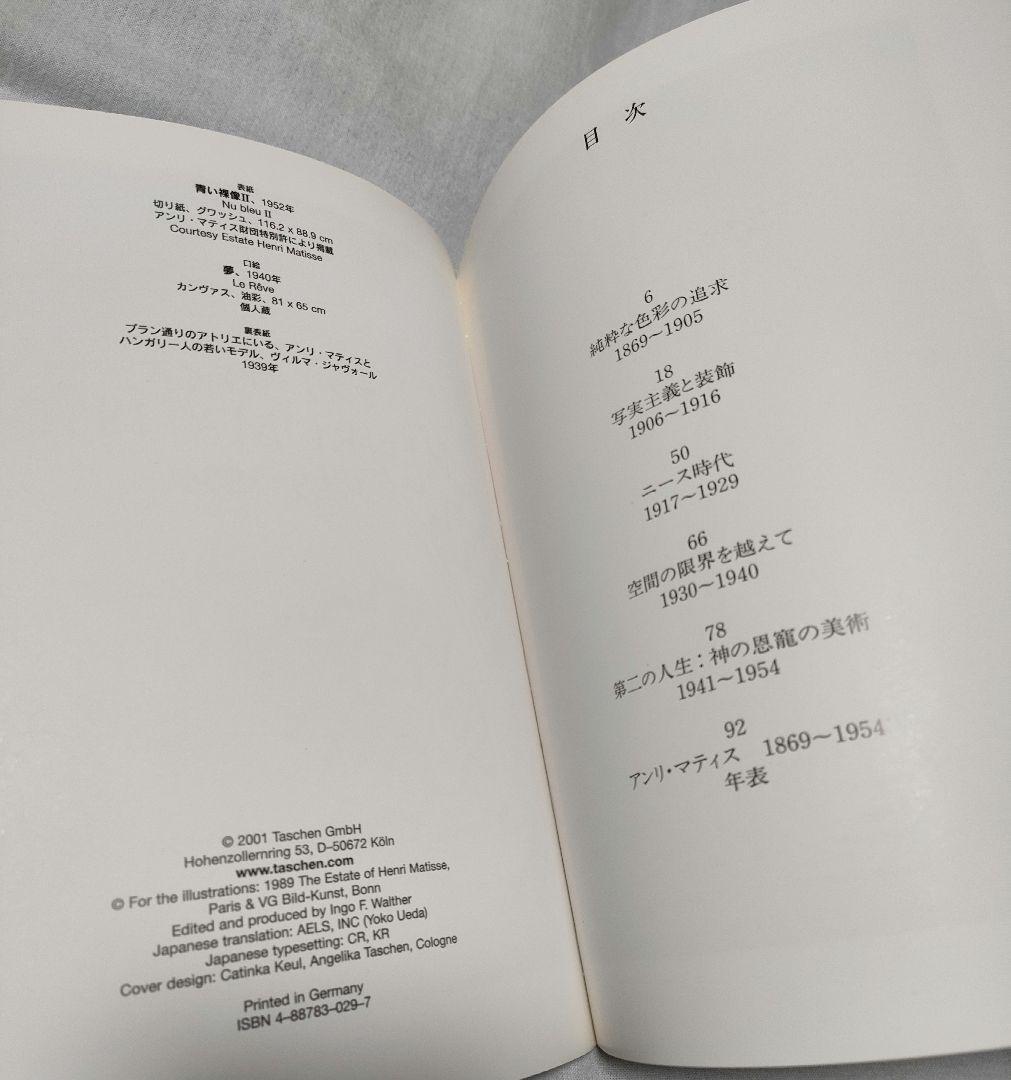 表紙
青い裸像II、1952年
Nu bleu II
切り紙、グワッシュ、116.2 x 88.9 cm
アンリ・マティス財団特別許により掲載
Courtesy Estate Henri Matisse
口絵
夢、1940年
Le Rêve
カンヴァス、油彩、81 x 65 cm
個人蔵
裏表紙
ブラン通りのアトリエにいる、アンリ・マティスと
ハンガリー人の若いモデル、ヴィルマ・ジャヴォール
1939年
© 2001 Taschen GmbH
Hohenzollernring 53, D–50672 Köln
www.taschen.com
© For the illustrations: 1989 The Estate of Henri Matisse,
Paris & VG Bild-Kunst, Bonn
Edited and produced by Ingo F. Walther
Japanese translation: AELS, INC (Yoko Ueda)
Japanese typesetting: CR, KR
Cover design: Catinka Keul, Angelika Taschen, Cologne
Printed in Germany
ISBN 4–88783–029–7
目 次
6
純粋な色彩の追求
1869〜1905
18
写実主義と装飾
1906〜1916
50
ニース時代
1917〜1929
66
空間の限界を越えて
1930〜1940
78
第二の人生：神の恩寵の美術
1941〜1954
92
アンリ・マティス 1869〜1954
年表